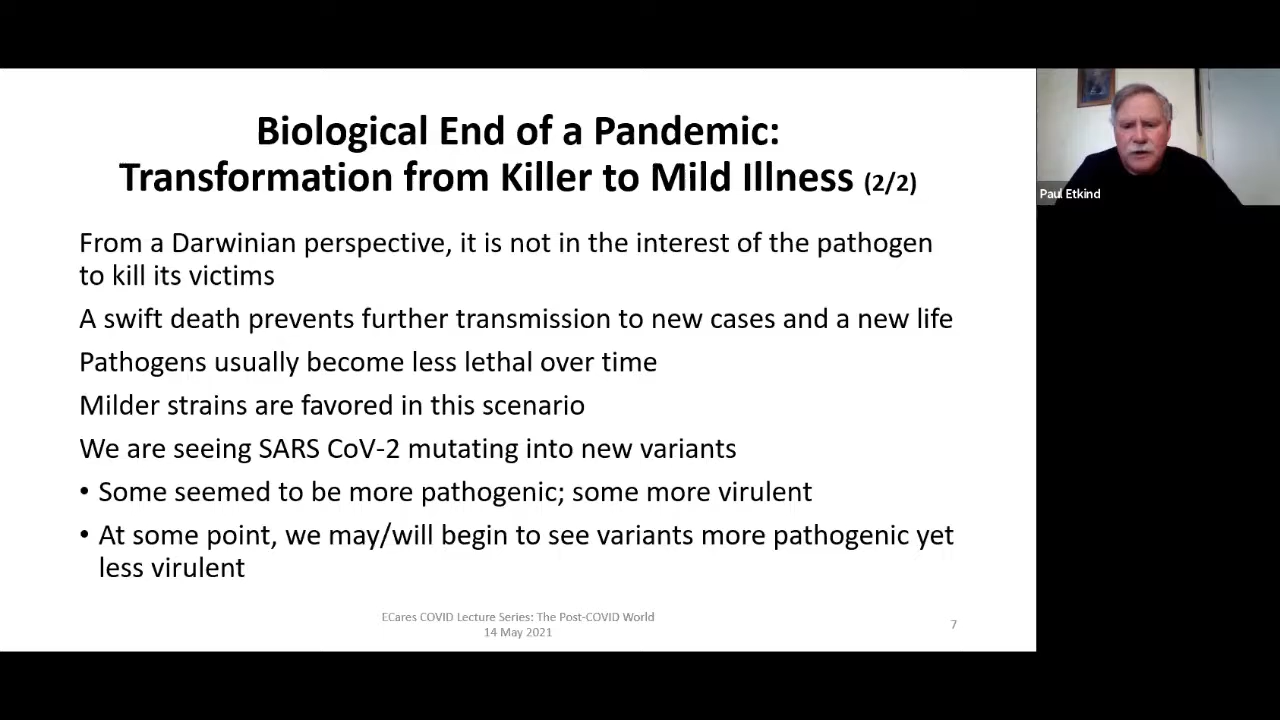 Biological End of a Pandemic:
Transformation from Killer to Mild Illness (2/2)
From a Darwinian perspective, it is not in the interest of the pathogen
to kill its victims
A swift death prevents further transmission to new cases and a new life
Pathogens usually become less lethal over time
Milder strains are favored in this scenario
We are seeing SARS CoV-2 mutating into new variants
• Some seemed to be more pathogenic; some more virulent
• At some point, we may/will begin to see variants more pathogenic yet
less virulent
ECares COVID Lecture Series: The Post-COVID World
14 May 2021
7
Paul Etkind